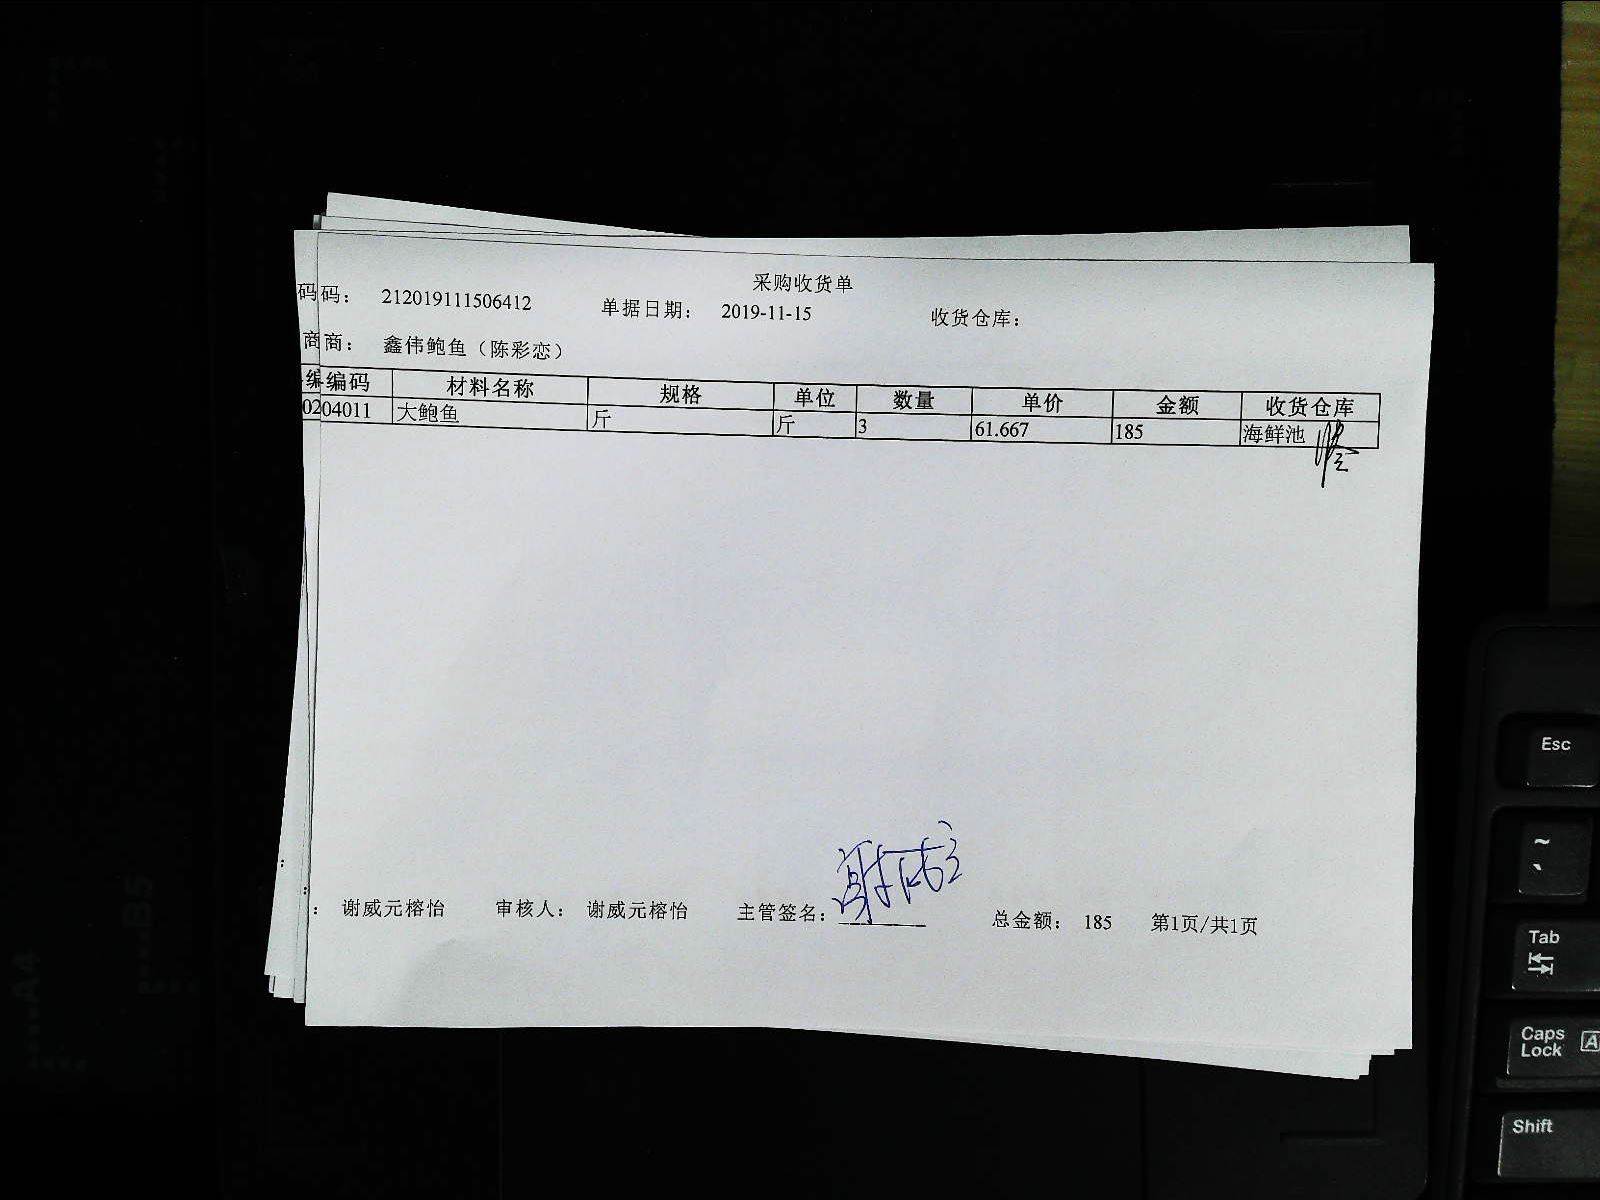 采购收货单
码码： 212019111506412 单据日期： 2019-11-15 收货仓库：
商商： 鑫伟鲍鱼（陈彩恋）
编编码 材料名称 规格 单位 数量 单价 金额 收货仓库
0204011 大鲍鱼 斤 斤 3 61.667 185 海鲜池
： 谢威元榕怡 审核人： 谢威元榕怡 主管签名： 总金额： 185 第1页/共1页
A4
B5
Esc
~
Tab
Caps Lock A
Shift